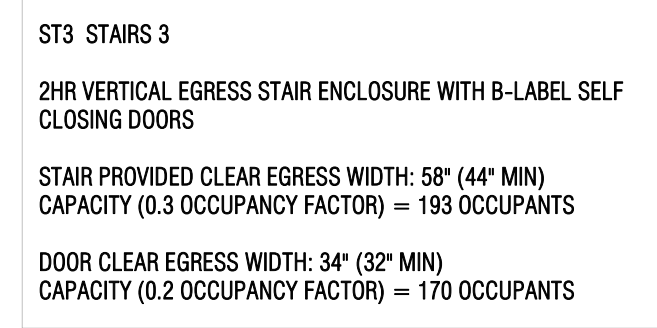 ST3 STAIRS 3
2HR VERTICAL EGRESS STAIR ENCLOSURE WITH B-LABEL SELF
CLOSING DOORS
STAIR PROVIDED CLEAR EGRESS WIDTH: 58" (44" MIN)
CAPACITY (0.3 OCCUPANCY FACTOR) = 193 OCCUPANTS
DOOR CLEAR EGRESS WIDTH: 34" (32" MIN)
CAPACITY (0.2 OCCUPANCY FACTOR) = 170 OCCUPANTS